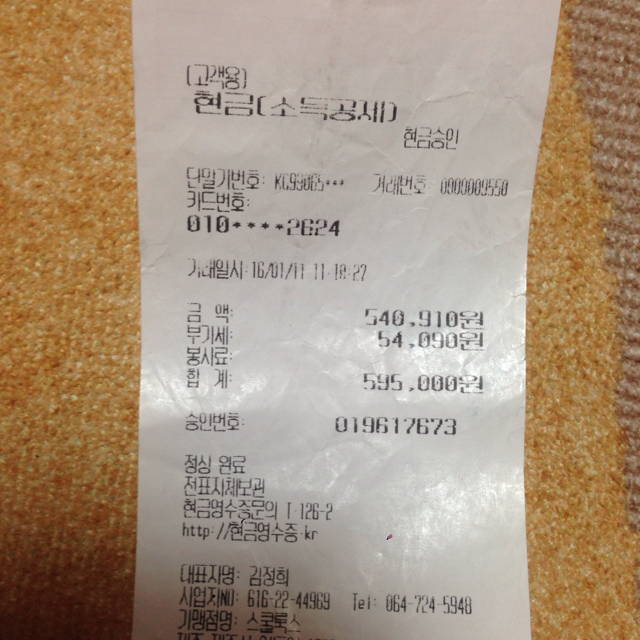 (고객용)
현금(소득공제)
현금승인
단말기번호: KC99065*** 거래번호: 0000009550
카드번호:
010****2624
거래일시:16/01/11 11:18:27
금 액: 540,910원
부가세: 54,090원
봉사료:
합 계: 595,000원
승인번호: 019617673
정상 완료
전표자체보관
현금영수증문의 T:126-2
http://현금영수증.kr
대표자명: 김정희
사업자NU: 616-22-44969 Tel: 064-724-5948
가맹점명: 스쿨룩스